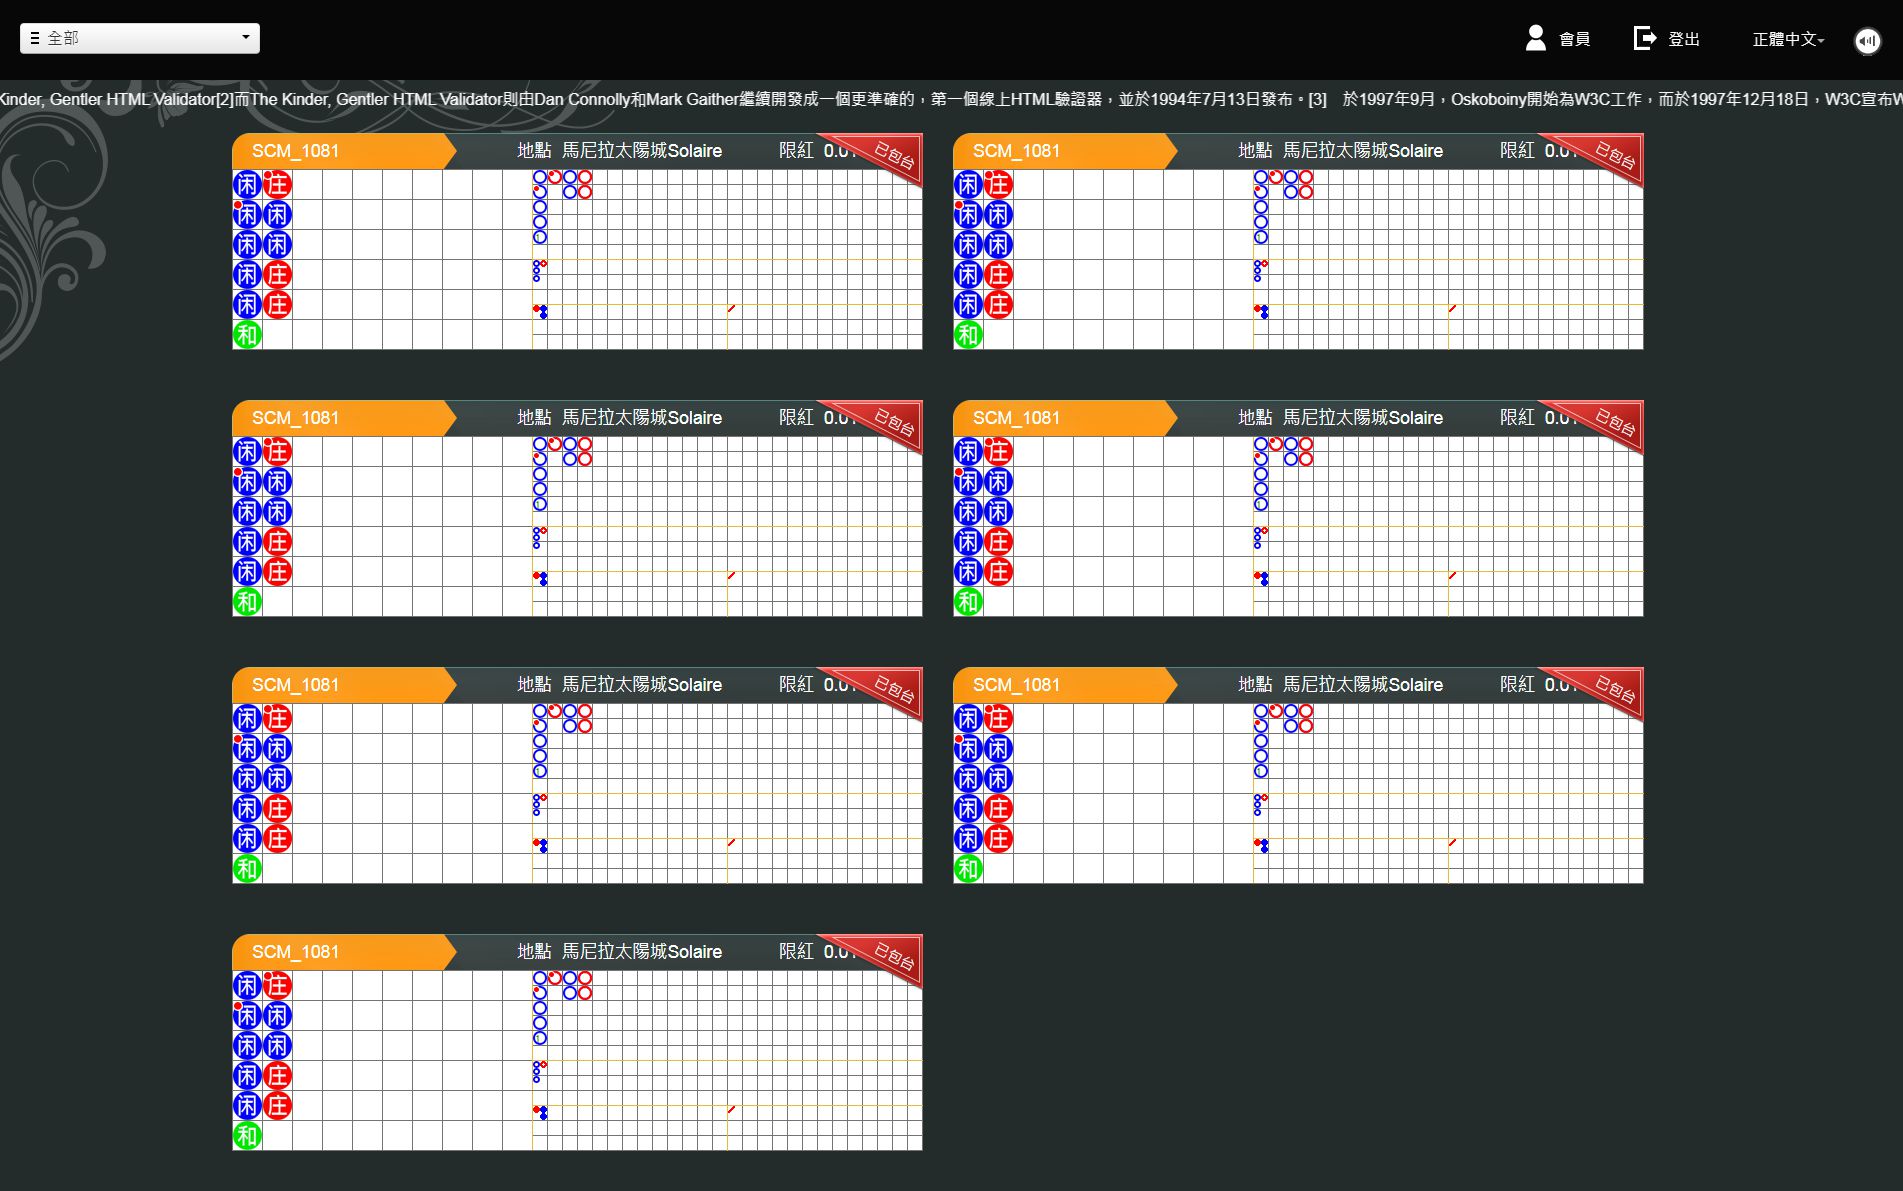 全部
會員 登出 正體中文
Kinder, Gentler HTML Validator[2]而The Kinder, Gentler HTML Validator則由Dan Connolly和Mark Gaither繼續開發成一個更準確的，第一個線上HTML驗證器，並於1994年7月13日發布。[3] 於1997年9月，Oskoboiny開始為W3C工作，而於1997年12月18日，W3C宣布W
SCM_1081 地點 馬尼拉太陽城Solaire 限紅 0.01 已包台
闲 庄
闲 闲
闲 闲
闲 庄
闲 庄
和
SCM_1081 地點 馬尼拉太陽城Solaire 限紅 0.01 已包台
闲 庄
闲 闲
闲 闲
闲 庄
闲 庄
和
SCM_1081 地點 馬尼拉太陽城Solaire 限紅 0.01 已包台
闲 庄
闲 闲
闲 闲
闲 庄
闲 庄
和
SCM_1081 地點 馬尼拉太陽城Solaire 限紅 0.01 已包台
闲 庄
闲 闲
闲 闲
闲 庄
闲 庄
和
SCM_1081 地點 馬尼拉太陽城Solaire 限紅 0.01 已包台
闲 庄
闲 闲
闲 闲
闲 庄
闲 庄
和
SCM_1081 地點 馬尼拉太陽城Solaire 限紅 0.01 已包台
闲 庄
闲 闲
闲 闲
闲 庄
闲 庄
和
SCM_1081 地點 馬尼拉太陽城Solaire 限紅 0.01 已包台
闲 庄
闲 闲
闲 闲
闲 庄
闲 庄
和